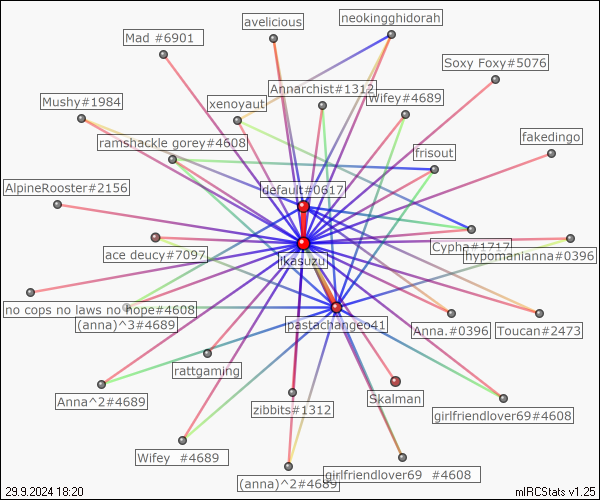 avelicious
neokingghidorah
Mad #6901
Soxy Foxy#5076
Annarchist#1312
Wifey#4689
Mushy#1984
xenoyaut
ramshackle gorey#4608
fakedingo
frisout
AlpineRooster#2156
default#0617
ace deucy#7097
Cypha#1717
hypomanianna#0396
ikasuzu
no cops no laws no hope#4608
(anna)^3#4689
pastachangeo41
Anna.#0396
Toucan#2473
rattgaming
Anna^2#4689
Skalman
zibbits#1312
girlfriendlover69#4608
Wifey  #4689
(anna)^2#4689
girlfriendlover69  #4608
29.9.2024 18:20
mIRCStats v1.25